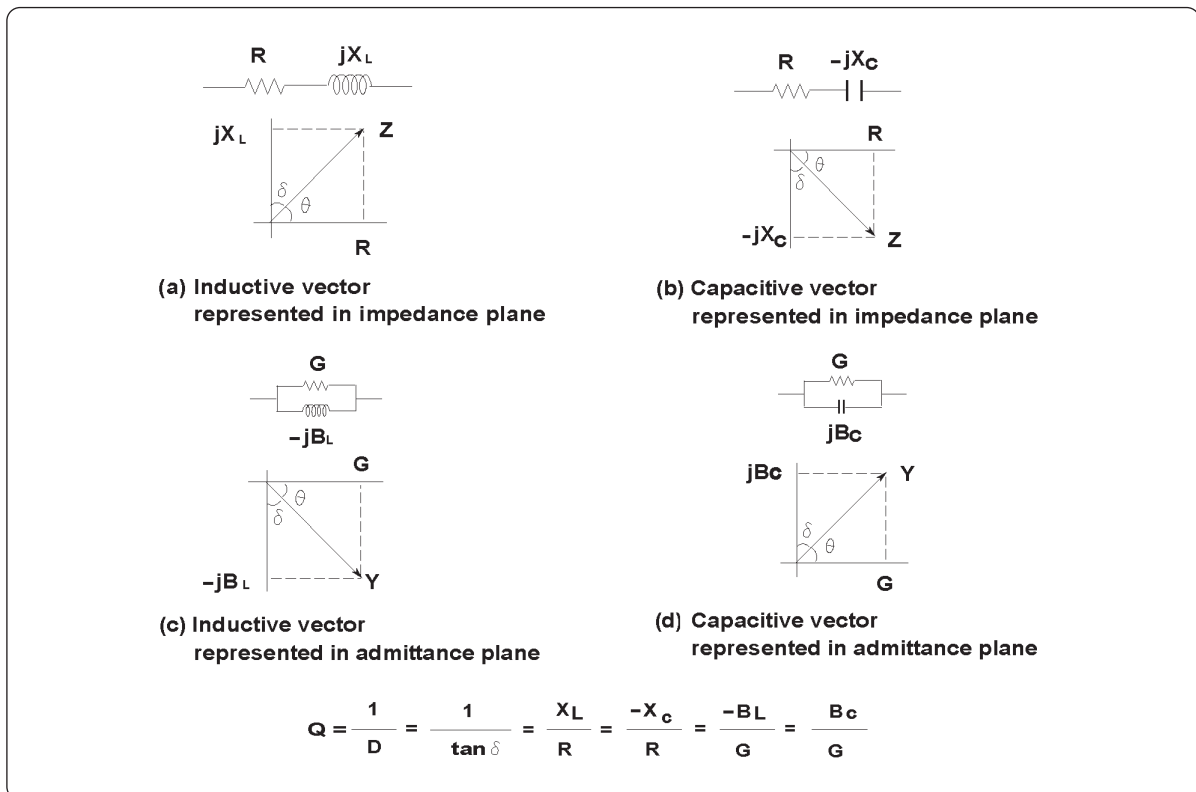 R jXL
jXL Z
δ
θ
R
(a) Inductive vector
represented in impedance plane
R -jXC
R
θ
δ
-jXC Z
(b) Capacitive vector
represented in impedance plane
G
-jBL
G
θ
δ
-jBL Y
(c) Inductive vector
represented in admittance plane
G
jBC
jBC Y
δ
θ
G
(d) Capacitive vector
represented in admittance plane
Q = 1/D = 1/tan δ = XL/R = -Xc/R = -BL/G = Bc/G